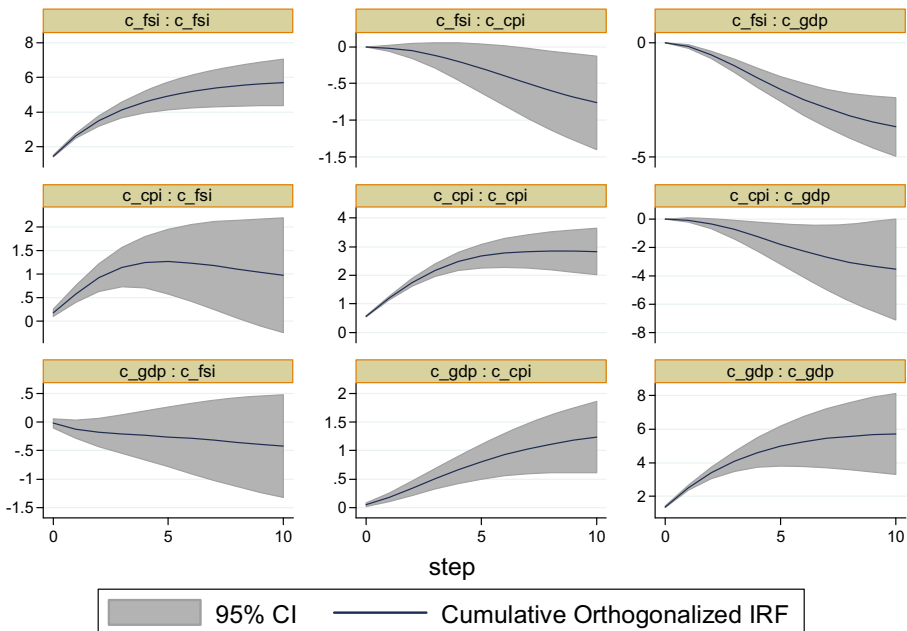 c_fsi : c_fsi
c_fsi : c_cpi
c_fsi : c_gdp
8
6
4
2
0
-.5
-1
-1.5
0
-5
c_cpi : c_fsi
c_cpi : c_cpi
c_cpi : c_gdp
2
1.5
1
.5
0
4
3
2
1
0
0
-2
-4
-6
-8
c_gdp : c_fsi
c_gdp : c_cpi
c_gdp : c_gdp
.5
0
-.5
-1
-1.5
2
1.5
1
.5
0
8
6
4
2
0 5 10
0 5 10
0 5 10
step
95% CI
Cumulative Orthogonalized IRF